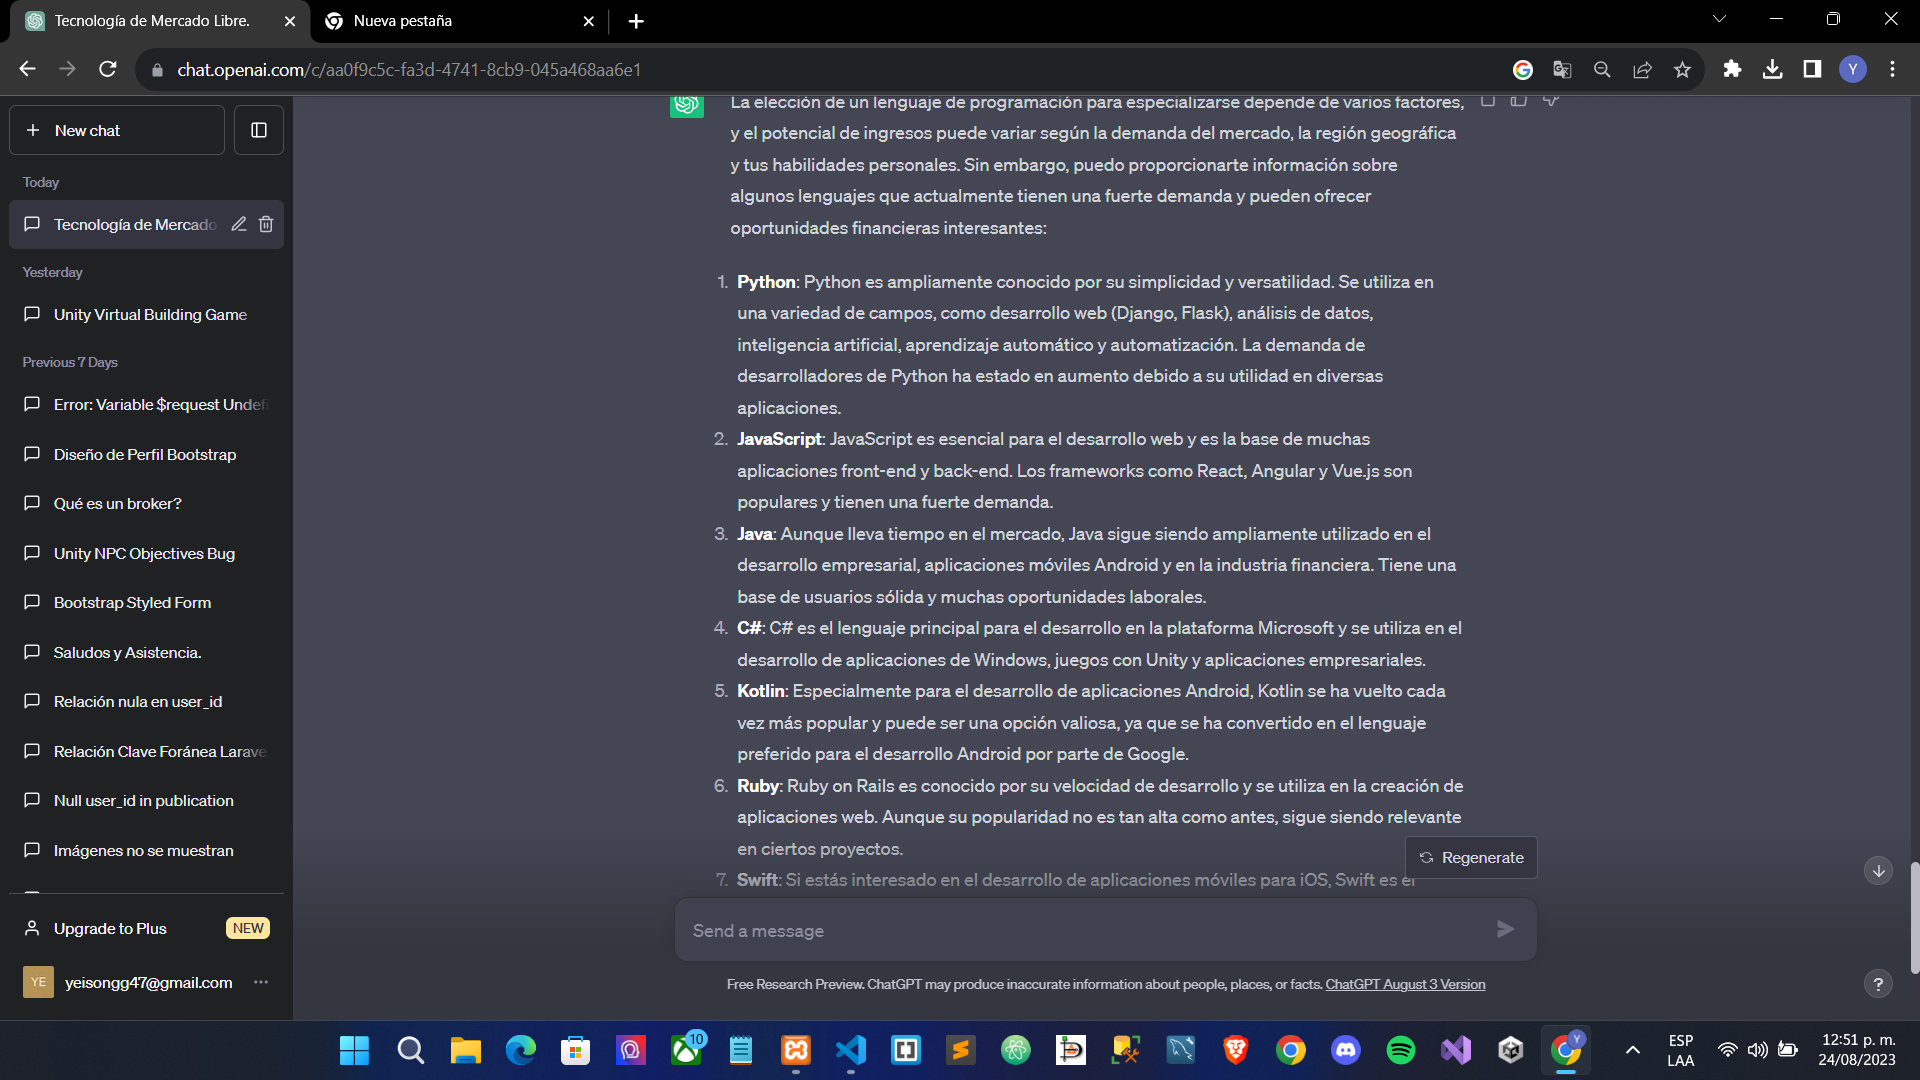 Tecnología de Mercado Libre.
Nueva pestaña
chat.openai.com/c/aa0f9c5c-fa3d-4741-8cb9-045a468aa6e1
Y
New chat
Today
Tecnología de Mercado
Yesterday
Unity Virtual Building Game
Previous 7 Days
Error: Variable $request Undefi
Diseño de Perfil Bootstrap
Qué es un broker?
Unity NPC Objectives Bug
Bootstrap Styled Form
Saludos y Asistencia.
Relación nula en user_id
Relación Clave Foránea Larave
Null user_id in publication
Imágenes no se muestran
Upgrade to Plus
NEW
YE
yeisongg47@gmail.com
La elección de un lenguaje de programación para especializarse depende de varios factores,
y el potencial de ingresos puede variar según la demanda del mercado, la región geográfica
y tus habilidades personales. Sin embargo, puedo proporcionarte información sobre
algunos lenguajes que actualmente tienen una fuerte demanda y pueden ofrecer
oportunidades financieras interesantes:
1. Python: Python es ampliamente conocido por su simplicidad y versatilidad. Se utiliza en
una variedad de campos, como desarrollo web (Django, Flask), análisis de datos,
inteligencia artificial, aprendizaje automático y automatización. La demanda de
desarrolladores de Python ha estado en aumento debido a su utilidad en diversas
aplicaciones.
2. JavaScript: JavaScript es esencial para el desarrollo web y es la base de muchas
aplicaciones front-end y back-end. Los frameworks como React, Angular y Vue.js son
populares y tienen una fuerte demanda.
3. Java: Aunque lleva tiempo en el mercado, Java sigue siendo ampliamente utilizado en el
desarrollo empresarial, aplicaciones móviles Android y en la industria financiera. Tiene una
base de usuarios sólida y muchas oportunidades laborales.
4. C#: C# es el lenguaje principal para el desarrollo en la plataforma Microsoft y se utiliza en el
desarrollo de aplicaciones de Windows, juegos con Unity y aplicaciones empresariales.
5. Kotlin: Especialmente para el desarrollo de aplicaciones Android, Kotlin se ha vuelto cada
vez más popular y puede ser una opción valiosa, ya que se ha convertido en el lenguaje
preferido para el desarrollo Android por parte de Google.
6. Ruby: Ruby on Rails es conocido por su velocidad de desarrollo y se utiliza en la creación de
aplicaciones web. Aunque su popularidad no es tan alta como antes, sigue siendo relevante
en ciertos proyectos.
7. Swift: Si estás interesado en el desarrollo de aplicaciones móviles para iOS, Swift es el
Regenerate
Send a message
Free Research Preview. ChatGPT may produce inaccurate information about people, places, or facts. ChatGPT August 3 Version
?
10
Y
ESP
LAA
12:51 p. m.
24/08/2023